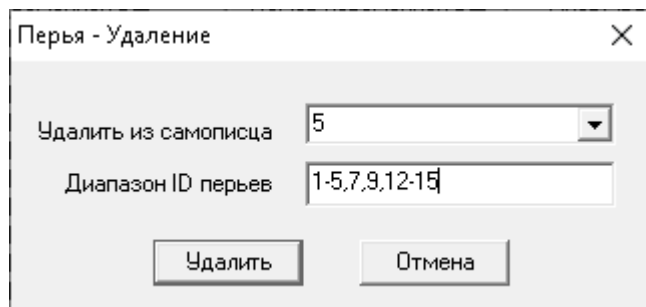 Перья - Удаление
Удалить из самописца 5
Диапазон ID перьев 1-5,7,9,12-15
Удалить Отмена